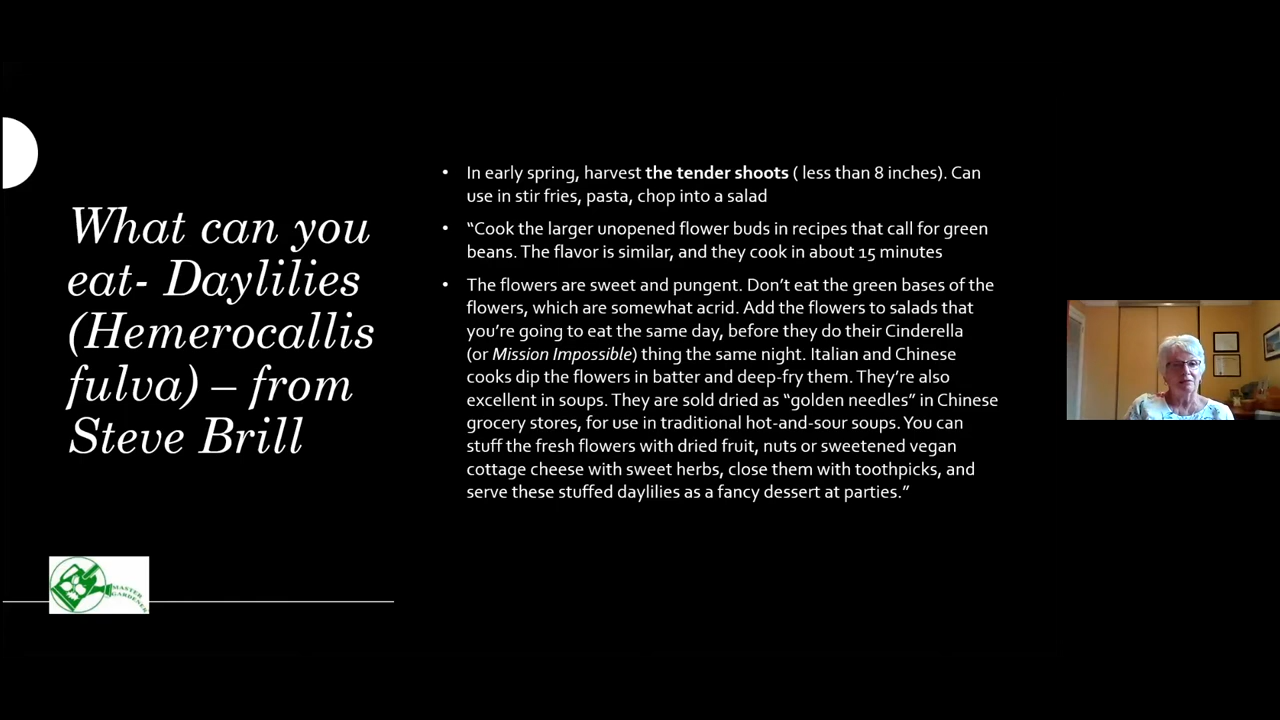 What can you
eat- Daylilies
(Hemerocallis
fulva) – from
Steve Brill
• In early spring, harvest the tender shoots ( less than 8 inches). Can
use in stir fries, pasta, chop into a salad
• “Cook the larger unopened flower buds in recipes that call for green
beans. The flavor is similar, and they cook in about 15 minutes
• The flowers are sweet and pungent. Don’t eat the green bases of the
flowers, which are somewhat acrid. Add the flowers to salads that
you’re going to eat the same day, before they do their Cinderella
(or Mission Impossible) thing the same night. Italian and Chinese
cooks dip the flowers in batter and deep-fry them. They’re also
excellent in soups. They are sold dried as “golden needles” in Chinese
grocery stores, for use in traditional hot-and-sour soups. You can
stuff the fresh flowers with dried fruit, nuts or sweetened vegan
cottage cheese with sweet herbs, close them with toothpicks, and
serve these stuffed daylilies as a fancy dessert at parties.”
MASTER
GARDENER